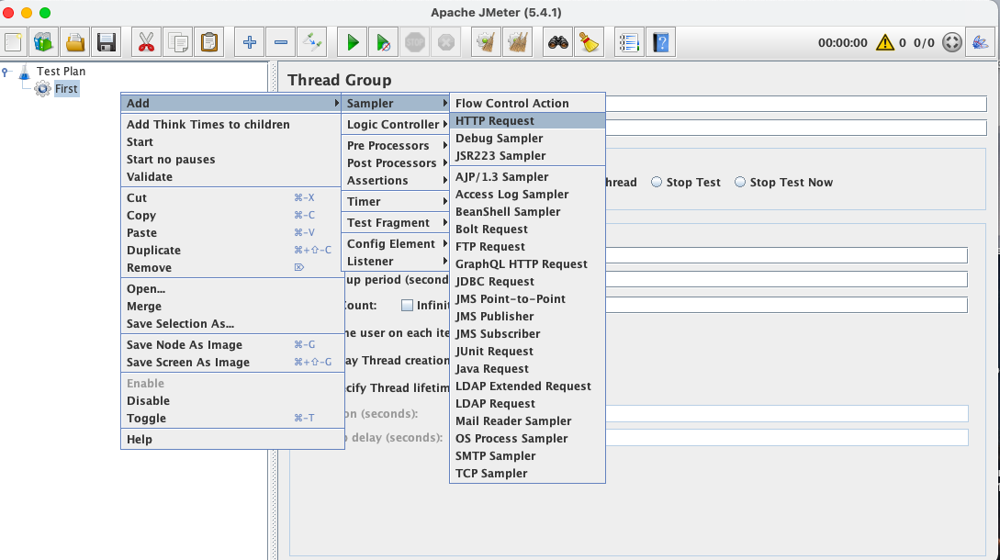 Apache JMeter (5.4.1)
STOP
00:00:00
0
0/0
?
Test Plan
First
Thread Group
Add
Add Think Times to children
Start
Start no pauses
Validate
Cut ⌘-X
Copy ⌘-C
Paste ⌘-V
Duplicate ⌘+⇧-C
Remove ⌦
Open...
Merge
Save Selection As...
Save Node As Image ⌘-G
Save Screen As Image ⌘+⇧-G
Enable
Disable
Toggle ⌘-T
Help
Sampler
Logic Controller
Pre Processors
Post Processors
Assertions
Timer
Test Fragment
Config Element
Listener
Flow Control Action
HTTP Request
Debug Sampler
JSR223 Sampler
AJP/1.3 Sampler
Access Log Sampler
BeanShell Sampler
Bolt Request
FTP Request
GraphQL HTTP Request
JDBC Request
JMS Point-to-Point
JMS Publisher
JMS Subscriber
JUnit Request
Java Request
LDAP Extended Request
LDAP Request
Mail Reader Sampler
OS Process Sampler
SMTP Sampler
TCP Sampler
hread Stop Test Stop Test Now
up period (second
ount: Infinit
e user on each ite
ay Thread creation
cify Thread lifetim
on (seconds):
delay (seconds):